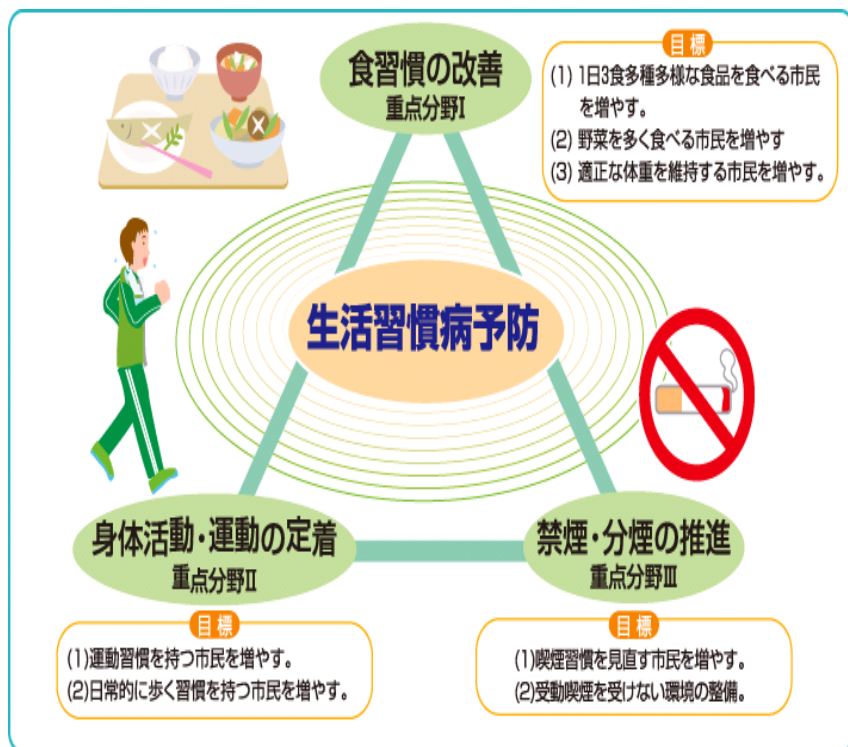 食習慣の改善
重点分野Ⅰ
目標
(1) 1日3食多種多様な食品を食べる市民
を増やす。
(2) 野菜を多く食べる市民を増やす
(3) 適正な体重を維持する市民を増やす。
生活習慣病予防
身体活動・運動の定着
重点分野Ⅱ
目標
(1)運動習慣を持つ市民を増やす。
(2)日常的に歩く習慣を持つ市民を増やす。
禁煙・分煙の推進
重点分野Ⅲ
目標
(1)喫煙習慣を見直す市民を増やす。
(2)受動喫煙を受けない環境の整備。